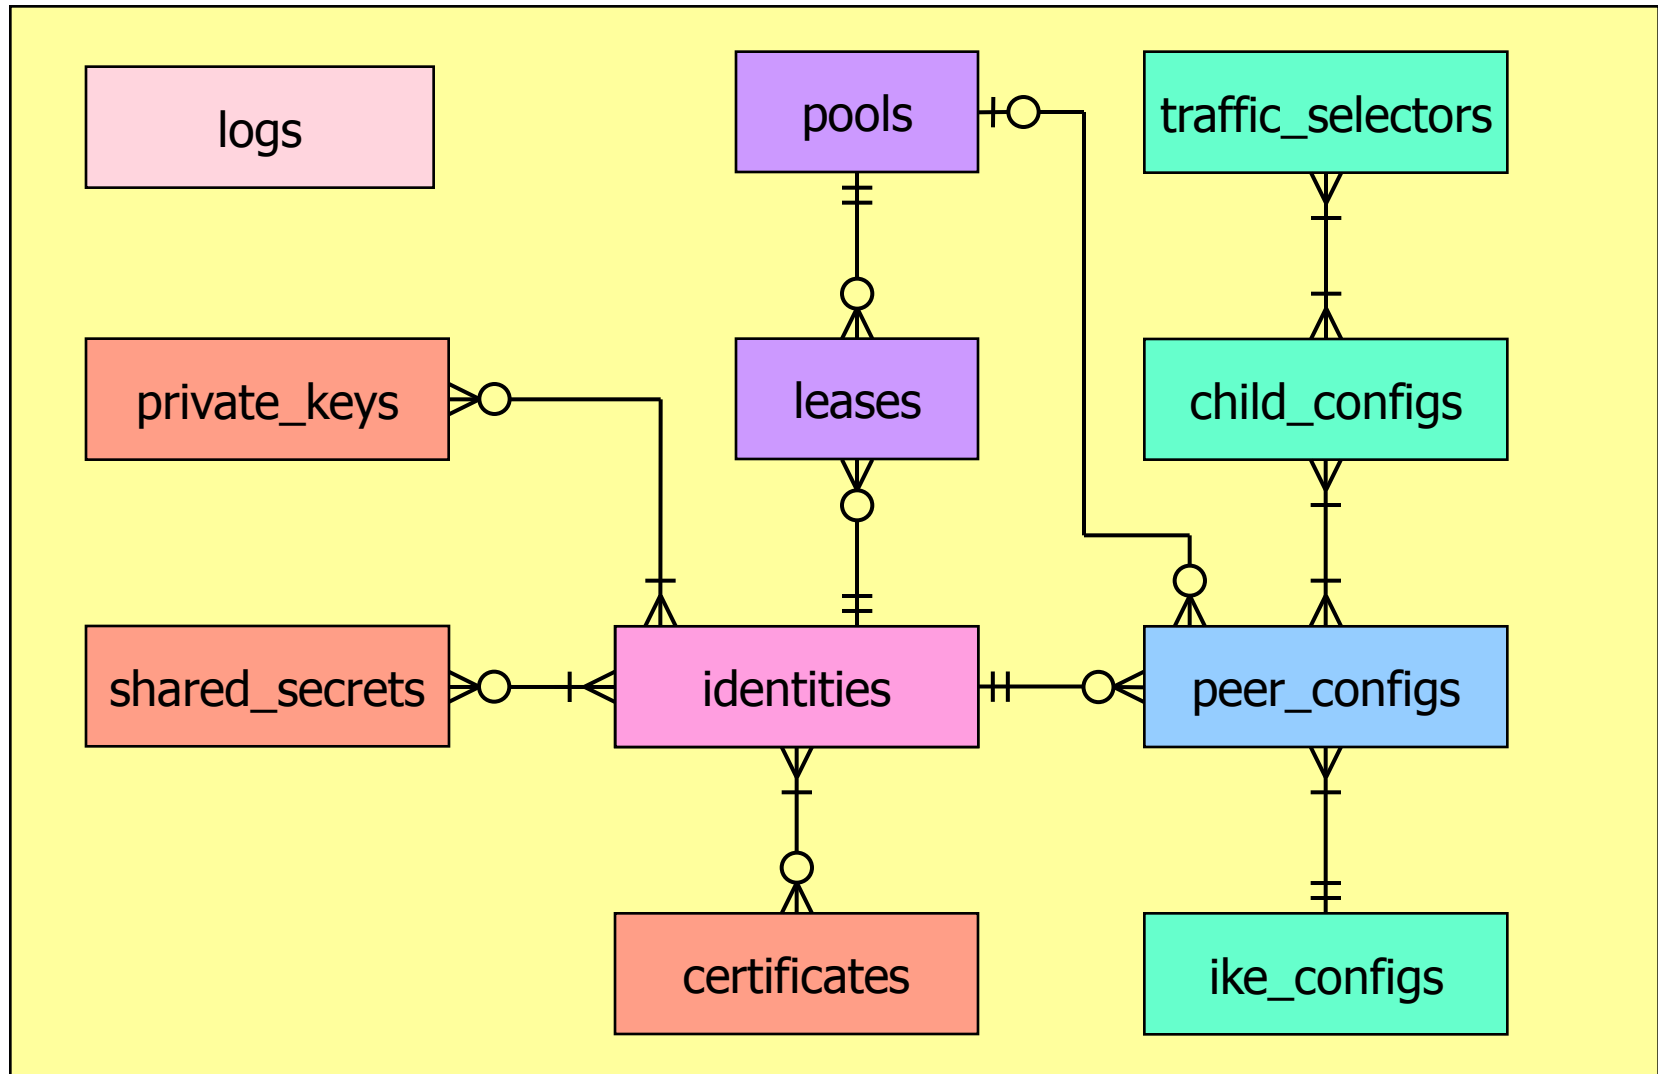 logs
pools
traffic_selectors
private_keys
leases
child_configs
shared_secrets
identities
peer_configs
certificates
ike_configs